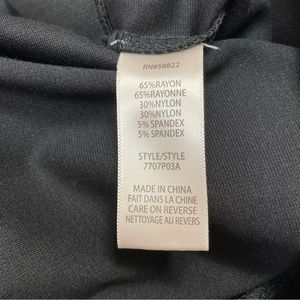 RN#58822
65%RAYON
65%RAYONNE
30%NYLON
30%NYLON
5% SPANDEX
5% SPANDEX
STYLE/STYLE
7707P03A
MADE IN CHINA
FAIT DANS LA CHINE
CARE ON REVERSE
NETTOYAGE AU REVERS